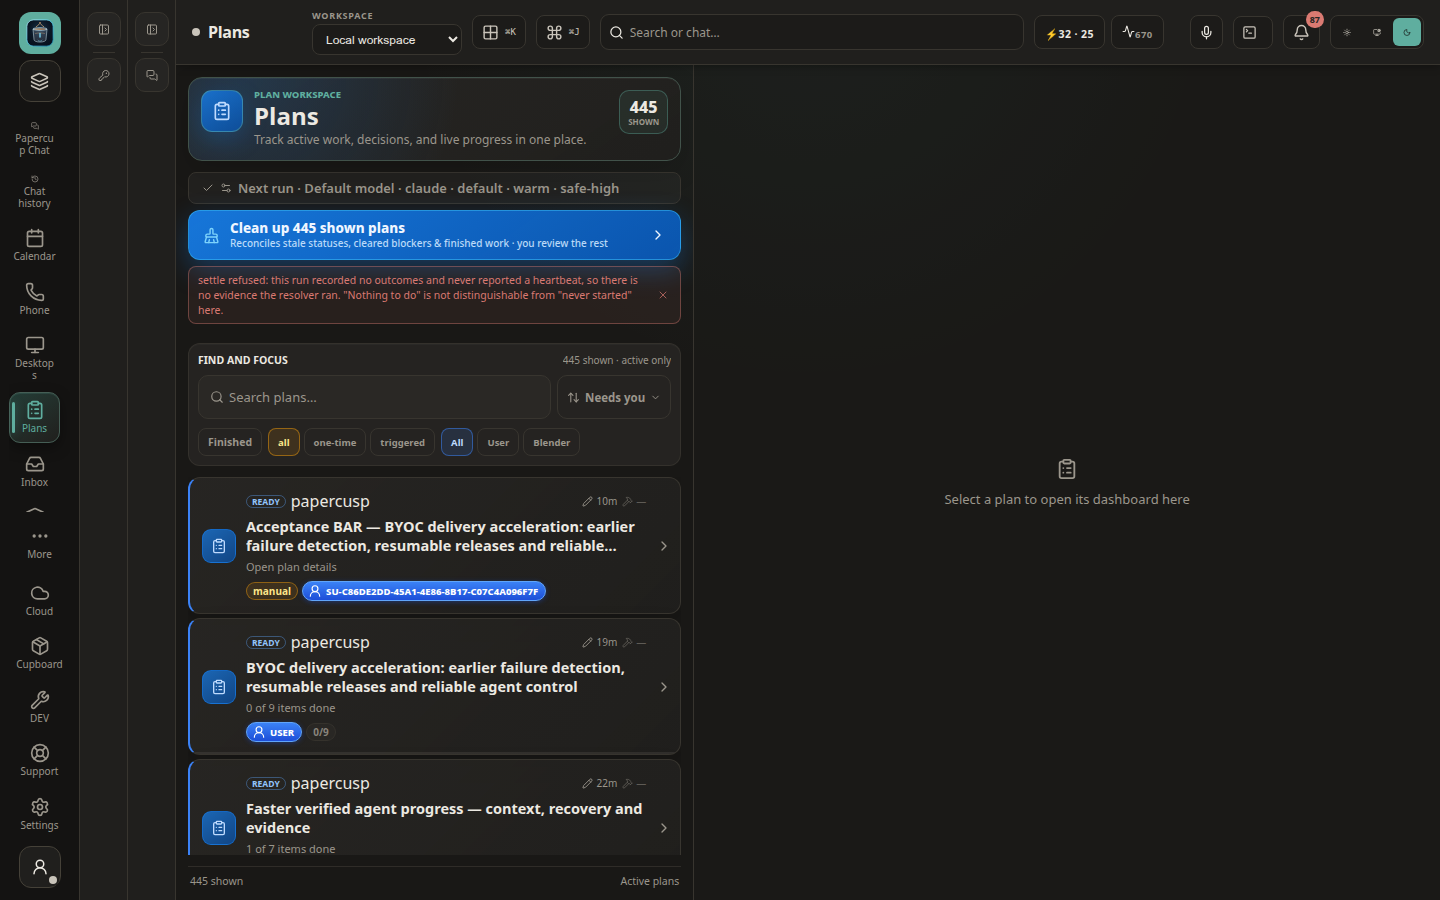 Papercu
p Chat
Chat
history
Calendar
Phone
Desktop
s
Plans
Inbox
More
Cloud
Cupboard
DEV
Support
Settings
Plans
WORKSPACE
Local workspace
⌘K
⌘J
Search or chat...
⚡32 · 25
670
87
PLAN WORKSPACE
Plans
Track active work, decisions, and live progress in one place.
445
SHOWN
Next run · Default model · claude · default · warm · safe-high
Clean up 445 shown plans
Reconciles stale statuses, cleared blockers & finished work · you review the rest
settle refused: this run recorded no outcomes and never reported a heartbeat, so there is
no evidence the resolver ran. "Nothing to do" is not distinguishable from "never started"
here.
FIND AND FOCUS
445 shown · active only
Search plans...
Needs you
Finished
all
one-time
triggered
All
User
Blender
READY papercusp
10m —
Acceptance BAR — BYOC delivery acceleration: earlier
failure detection, resumable releases and reliable...
Open plan details
manual
SU-C86DE2DD-45A1-4E86-8B17-C07C4A096F7F
READY papercusp
19m —
BYOC delivery acceleration: earlier failure detection,
resumable releases and reliable agent control
0 of 9 items done
USER
0/9
READY papercusp
22m —
Faster verified agent progress — context, recovery and
evidence
1 of 7 items done
445 shown
Active plans
Select a plan to open its dashboard here